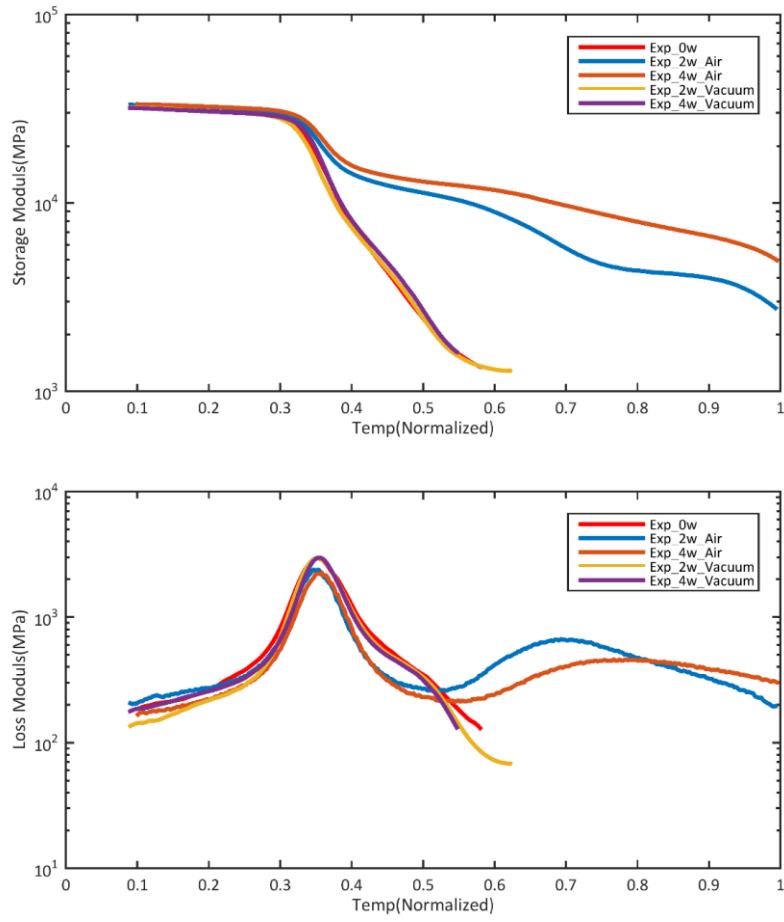 10^5
Exp_0w
Exp_2w_Air
Exp_4w_Air
Exp_2w_Vacuum
Exp_4w_Vacuum
Storage Moduls(MPa)
10^4
10^3
0 0.1 0.2 0.3 0.4 0.5 0.6 0.7 0.8 0.9 1
Temp(Normalized)
10^4
Exp_0w
Exp_2w_Air
Exp_4w_Air
Exp_2w_Vacuum
Exp_4w_Vacuum
10^3
Loss Moduls(MPa)
10^2
10^1
0 0.1 0.2 0.3 0.4 0.5 0.6 0.7 0.8 0.9 1
Temp(Normalized)